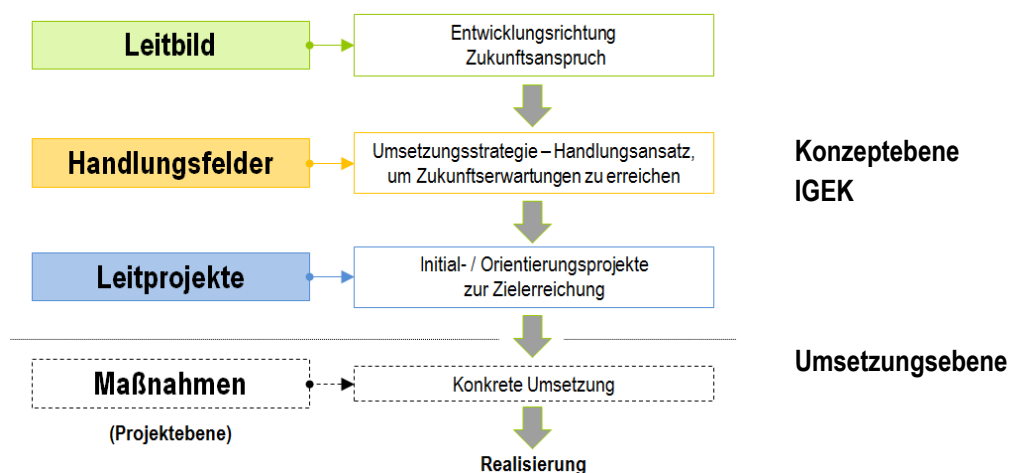 Leitbild
Entwicklungsrichtung
Zukunftsanspruch
Handlungsfelder
Umsetzungsstrategie – Handlungsansatz,
um Zukunftserwartungen zu erreichen
Konzeptebene
IGEK
Leitprojekte
Initial- / Orientierungsprojekte
zur Zielerreichung
Maßnahmen
(Projektebene)
Konkrete Umsetzung
Umsetzungsebene
Realisierung